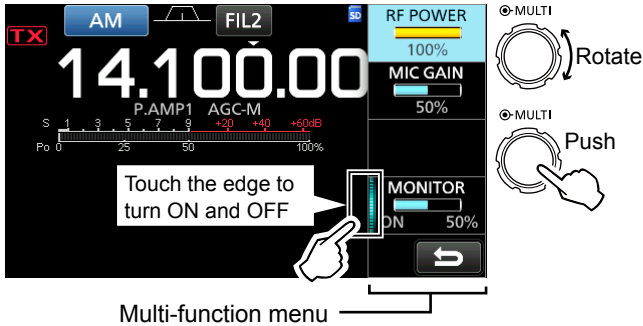 AM
FIL2
SD
TX
14.100.00
P.AMP1 AGC-M
S 1 3 5 7 9 +20 +40 +60dB
Po 0 25 50 100%
RF POWER
100%
MIC GAIN
50%
MONITOR
ON 50%
Touch the edge to
turn ON and OFF
Multi-function menu
MULTI
Rotate
MULTI
Push